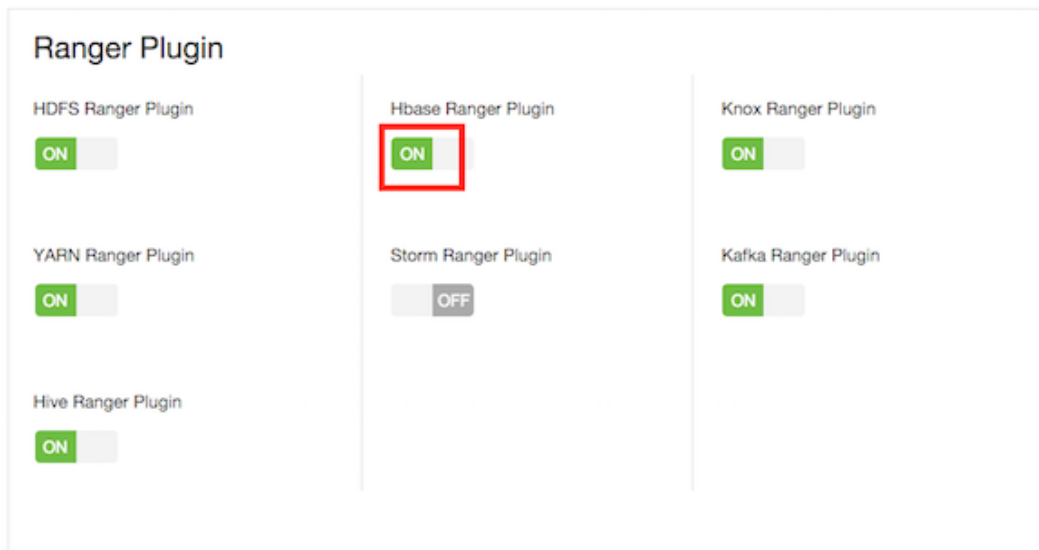 Ranger Plugin
HDFS Ranger Plugin
ON
Hbase Ranger Plugin
ON
Knox Ranger Plugin
ON
YARN Ranger Plugin
ON
Storm Ranger Plugin
OFF
Kafka Ranger Plugin
ON
Hive Ranger Plugin
ON